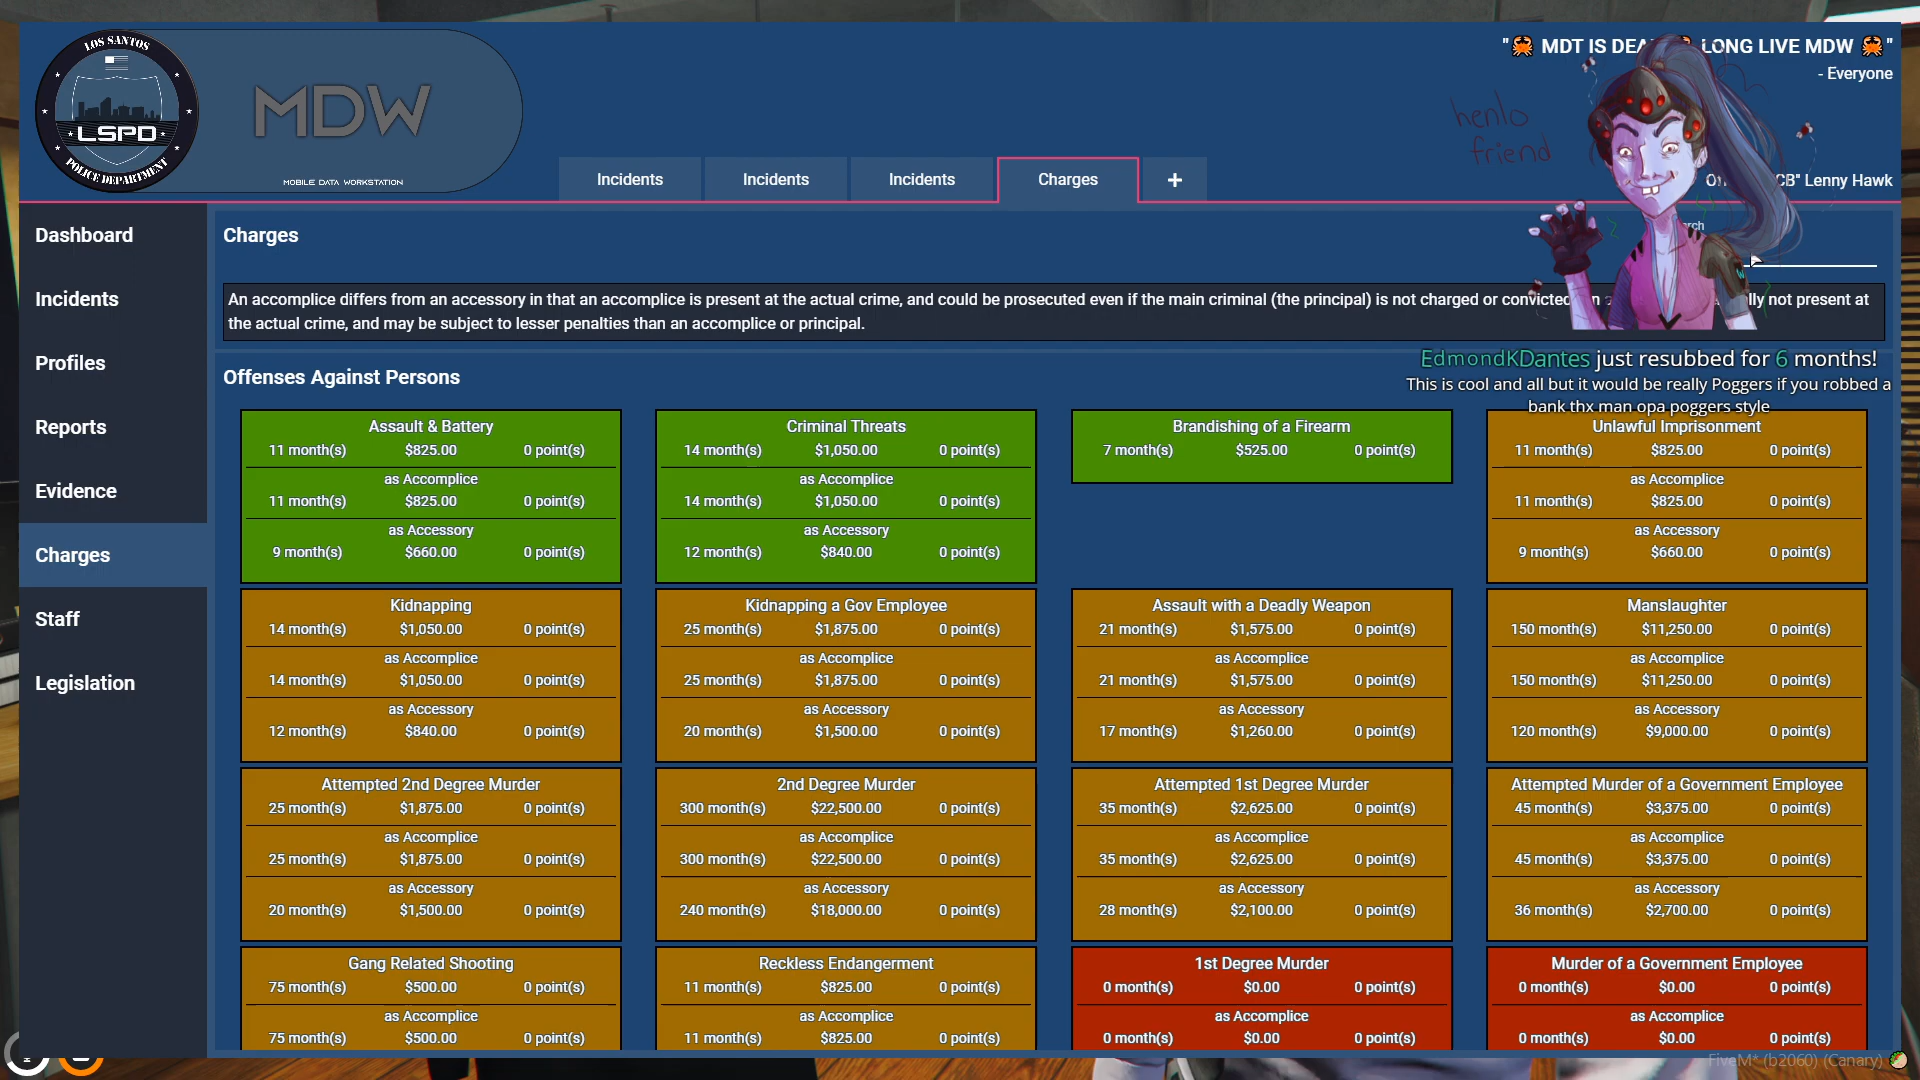 LOS SANTOS
LSPD
POLICE DEPARTMENT
MDW
MOBILE DATA WORKSTATION
"🦀 MDT IS DEA LONG LIVE MDW 🦀"
- Everyone
henlo
friend
Incidents
Incidents
Incidents
Charges
+
CB" Lenny Hawk
Dashboard
Incidents
Profiles
Reports
Evidence
Charges
Staff
Legislation
Charges
An accomplice differs from an accessory in that an accomplice is present at the actual crime, and could be prosecuted even if the main criminal (the principal) is not charged or convicted not present at
the actual crime, and may be subject to lesser penalties than an accomplice or principal.
EdmondKDantes just resubbed for 6 months!
This is cool and all but it would be really Poggers if you robbed a
bank thx man opa poggers style
Offenses Against Persons
Assault & Battery
11 month(s) $825.00 0 point(s)
as Accomplice
11 month(s) $825.00 0 point(s)
as Accessory
9 month(s) $660.00 0 point(s)
Criminal Threats
14 month(s) $1,050.00 0 point(s)
as Accomplice
14 month(s) $1,050.00 0 point(s)
as Accessory
12 month(s) $840.00 0 point(s)
Brandishing of a Firearm
7 month(s) $525.00 0 point(s)
Unlawful Imprisonment
11 month(s) $825.00 0 point(s)
as Accomplice
11 month(s) $825.00 0 point(s)
as Accessory
9 month(s) $660.00 0 point(s)
Kidnapping
14 month(s) $1,050.00 0 point(s)
as Accomplice
14 month(s) $1,050.00 0 point(s)
as Accessory
12 month(s) $840.00 0 point(s)
Kidnapping a Gov Employee
25 month(s) $1,875.00 0 point(s)
as Accomplice
25 month(s) $1,875.00 0 point(s)
as Accessory
20 month(s) $1,500.00 0 point(s)
Assault with a Deadly Weapon
21 month(s) $1,575.00 0 point(s)
as Accomplice
21 month(s) $1,575.00 0 point(s)
as Accessory
17 month(s) $1,260.00 0 point(s)
Manslaughter
150 month(s) $11,250.00 0 point(s)
as Accomplice
150 month(s) $11,250.00 0 point(s)
as Accessory
120 month(s) $9,000.00 0 point(s)
Attempted 2nd Degree Murder
25 month(s) $1,875.00 0 point(s)
as Accomplice
25 month(s) $1,875.00 0 point(s)
as Accessory
20 month(s) $1,500.00 0 point(s)
2nd Degree Murder
300 month(s) $22,500.00 0 point(s)
as Accomplice
300 month(s) $22,500.00 0 point(s)
as Accessory
240 month(s) $18,000.00 0 point(s)
Attempted 1st Degree Murder
35 month(s) $2,625.00 0 point(s)
as Accomplice
35 month(s) $2,625.00 0 point(s)
as Accessory
28 month(s) $2,100.00 0 point(s)
Attempted Murder of a Government Employee
45 month(s) $3,375.00 0 point(s)
as Accomplice
45 month(s) $3,375.00 0 point(s)
as Accessory
36 month(s) $2,700.00 0 point(s)
Gang Related Shooting
75 month(s) $500.00 0 point(s)
as Accomplice
75 month(s) $500.00 0 point(s)
Reckless Endangerment
11 month(s) $825.00 0 point(s)
as Accomplice
11 month(s) $825.00 0 point(s)
1st Degree Murder
0 month(s) $0.00 0 point(s)
as Accomplice
0 month(s) $0.00 0 point(s)
Murder of a Government Employee
0 month(s) $0.00 0 point(s)
as Accomplice
0 month(s) $0.00 0 point(s)
FiveM* (b2060) (Canary)